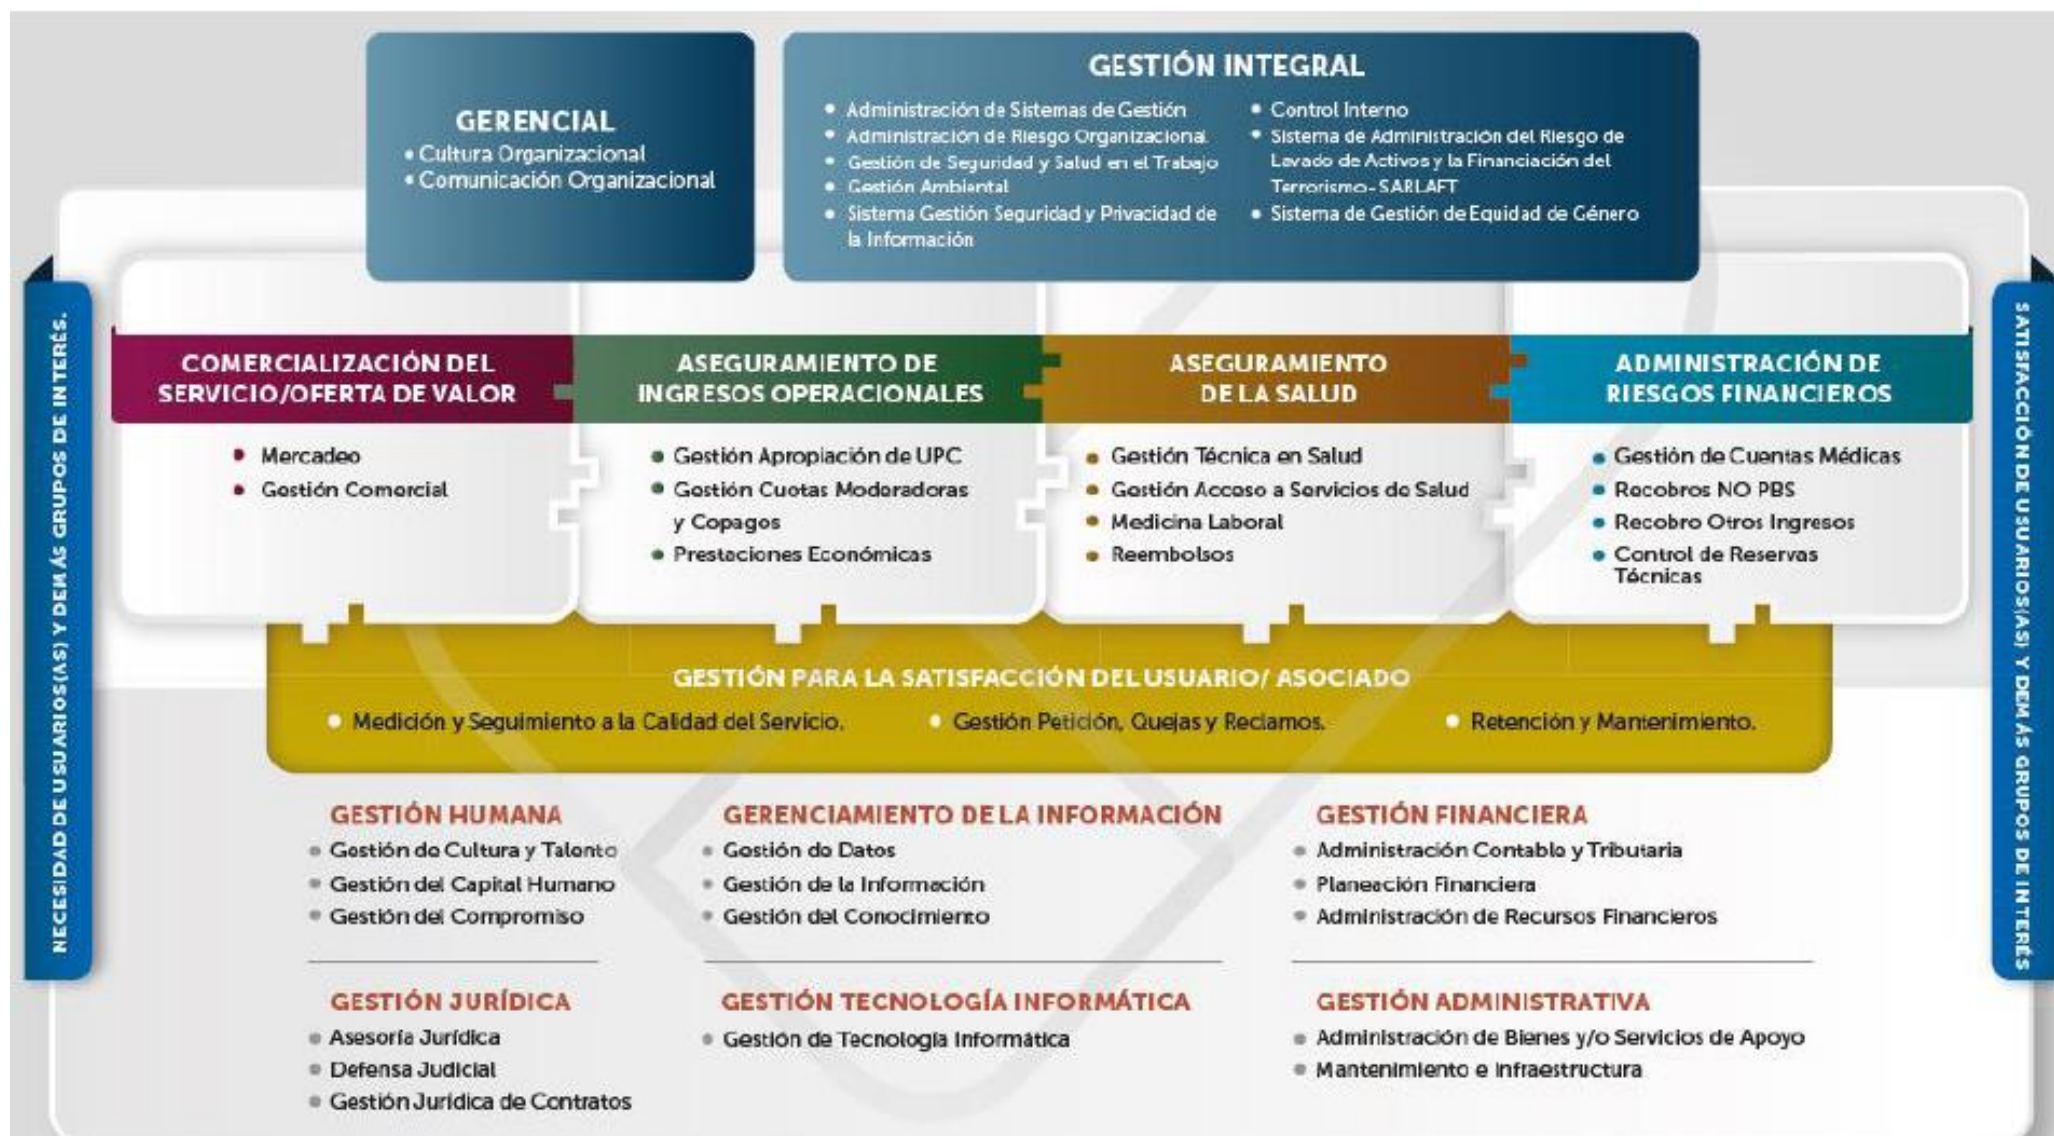 GERENCIAL
• Cultura Organizacional
• Comunicación Organizacional
GESTIÓN INTEGRAL
• Administración de Sistemas de Gestión
• Administración de Riesgo Organizacional
• Gestión de Seguridad y Salud en el Trabajo
• Gestión Ambiental
• Sistema Gestión Seguridad y Privacidad de
la Información
• Control Interno
• Sistema de Administración del Riesgo de
Lavado de Activos y la Financiación del
Terrorismo- SARLAFT
• Sistema de Gestión de Equidad de Género
NECESIDAD DE USUARIOS(AS) Y DEMÁS GRUPOS DE INTERÉS.
COMERCIALIZACIÓN DEL
SERVICIO/OFERTA DE VALOR
• Mercadeo
• Gestión Comercial
ASEGURAMIENTO DE
INGRESOS OPERACIONALES
• Gestión Apropiación de UPC
• Gestión Cuotas Moderadoras
y Copagos
• Prestaciones Económicas
ASEGURAMIENTO
DE LA SALUD
• Gestión Técnica en Salud
• Gestión Acceso a Servicios de Salud
• Medicina Laboral
• Reembolsos
ADMINISTRACIÓN DE
RIESGOS FINANCIEROS
• Gestión de Cuentas Médicas
• Recobros NO PBS
• Recobro Otros Ingresos
• Control de Reservas
Técnicas
SATISFACCIÓN DE USUARIOS(AS) Y DEMÁS GRUPOS DE INTERÉS
GESTIÓN PARA LA SATISFACCIÓN DEL USUARIO/ ASOCIADO
• Medición y Seguimiento a la Calidad del Servicio.
• Gestión Petición, Quejas y Reclamos.
• Retención y Mantenimiento.
GESTIÓN HUMANA
• Gestión de Cultura y Talento
• Gestión del Capital Humano
• Gestión del Compromiso
GERENCIAMIENTO DE LA INFORMACIÓN
• Gestión de Datos
• Gestión de la Información
• Gestión del Conocimiento
GESTIÓN FINANCIERA
• Administración Contable y Tributaria
• Planeación Financiera
• Administración de Recursos Financieros
GESTIÓN JURÍDICA
• Asesoría Jurídica
• Defensa Judicial
• Gestión Jurídica de Contratos
GESTIÓN TECNOLOGÍA INFORMÁTICA
• Gestión de Tecnología Informática
GESTIÓN ADMINISTRATIVA
• Administración de Bienes y/o Servicios de Apoyo
• Mantenimiento e Infraestructura